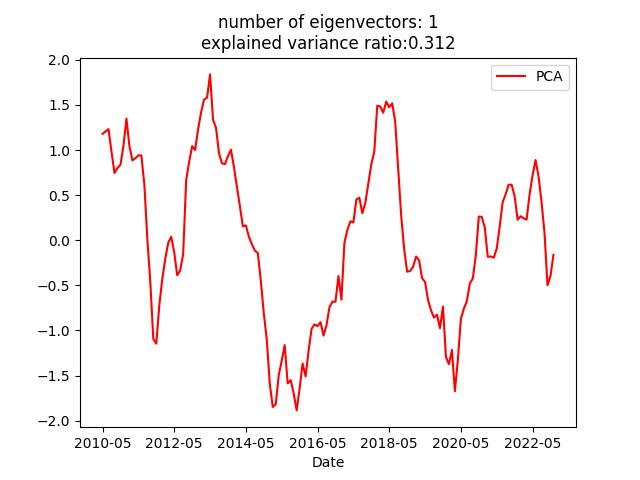 number of eigenvectors: 1
explained variance ratio:0.312
PCA
2.0
1.5
1.0
0.5
0.0
−0.5
−1.0
−1.5
−2.0
2010-05 2012-05 2014-05 2016-05 2018-05 2020-05 2022-05
Date